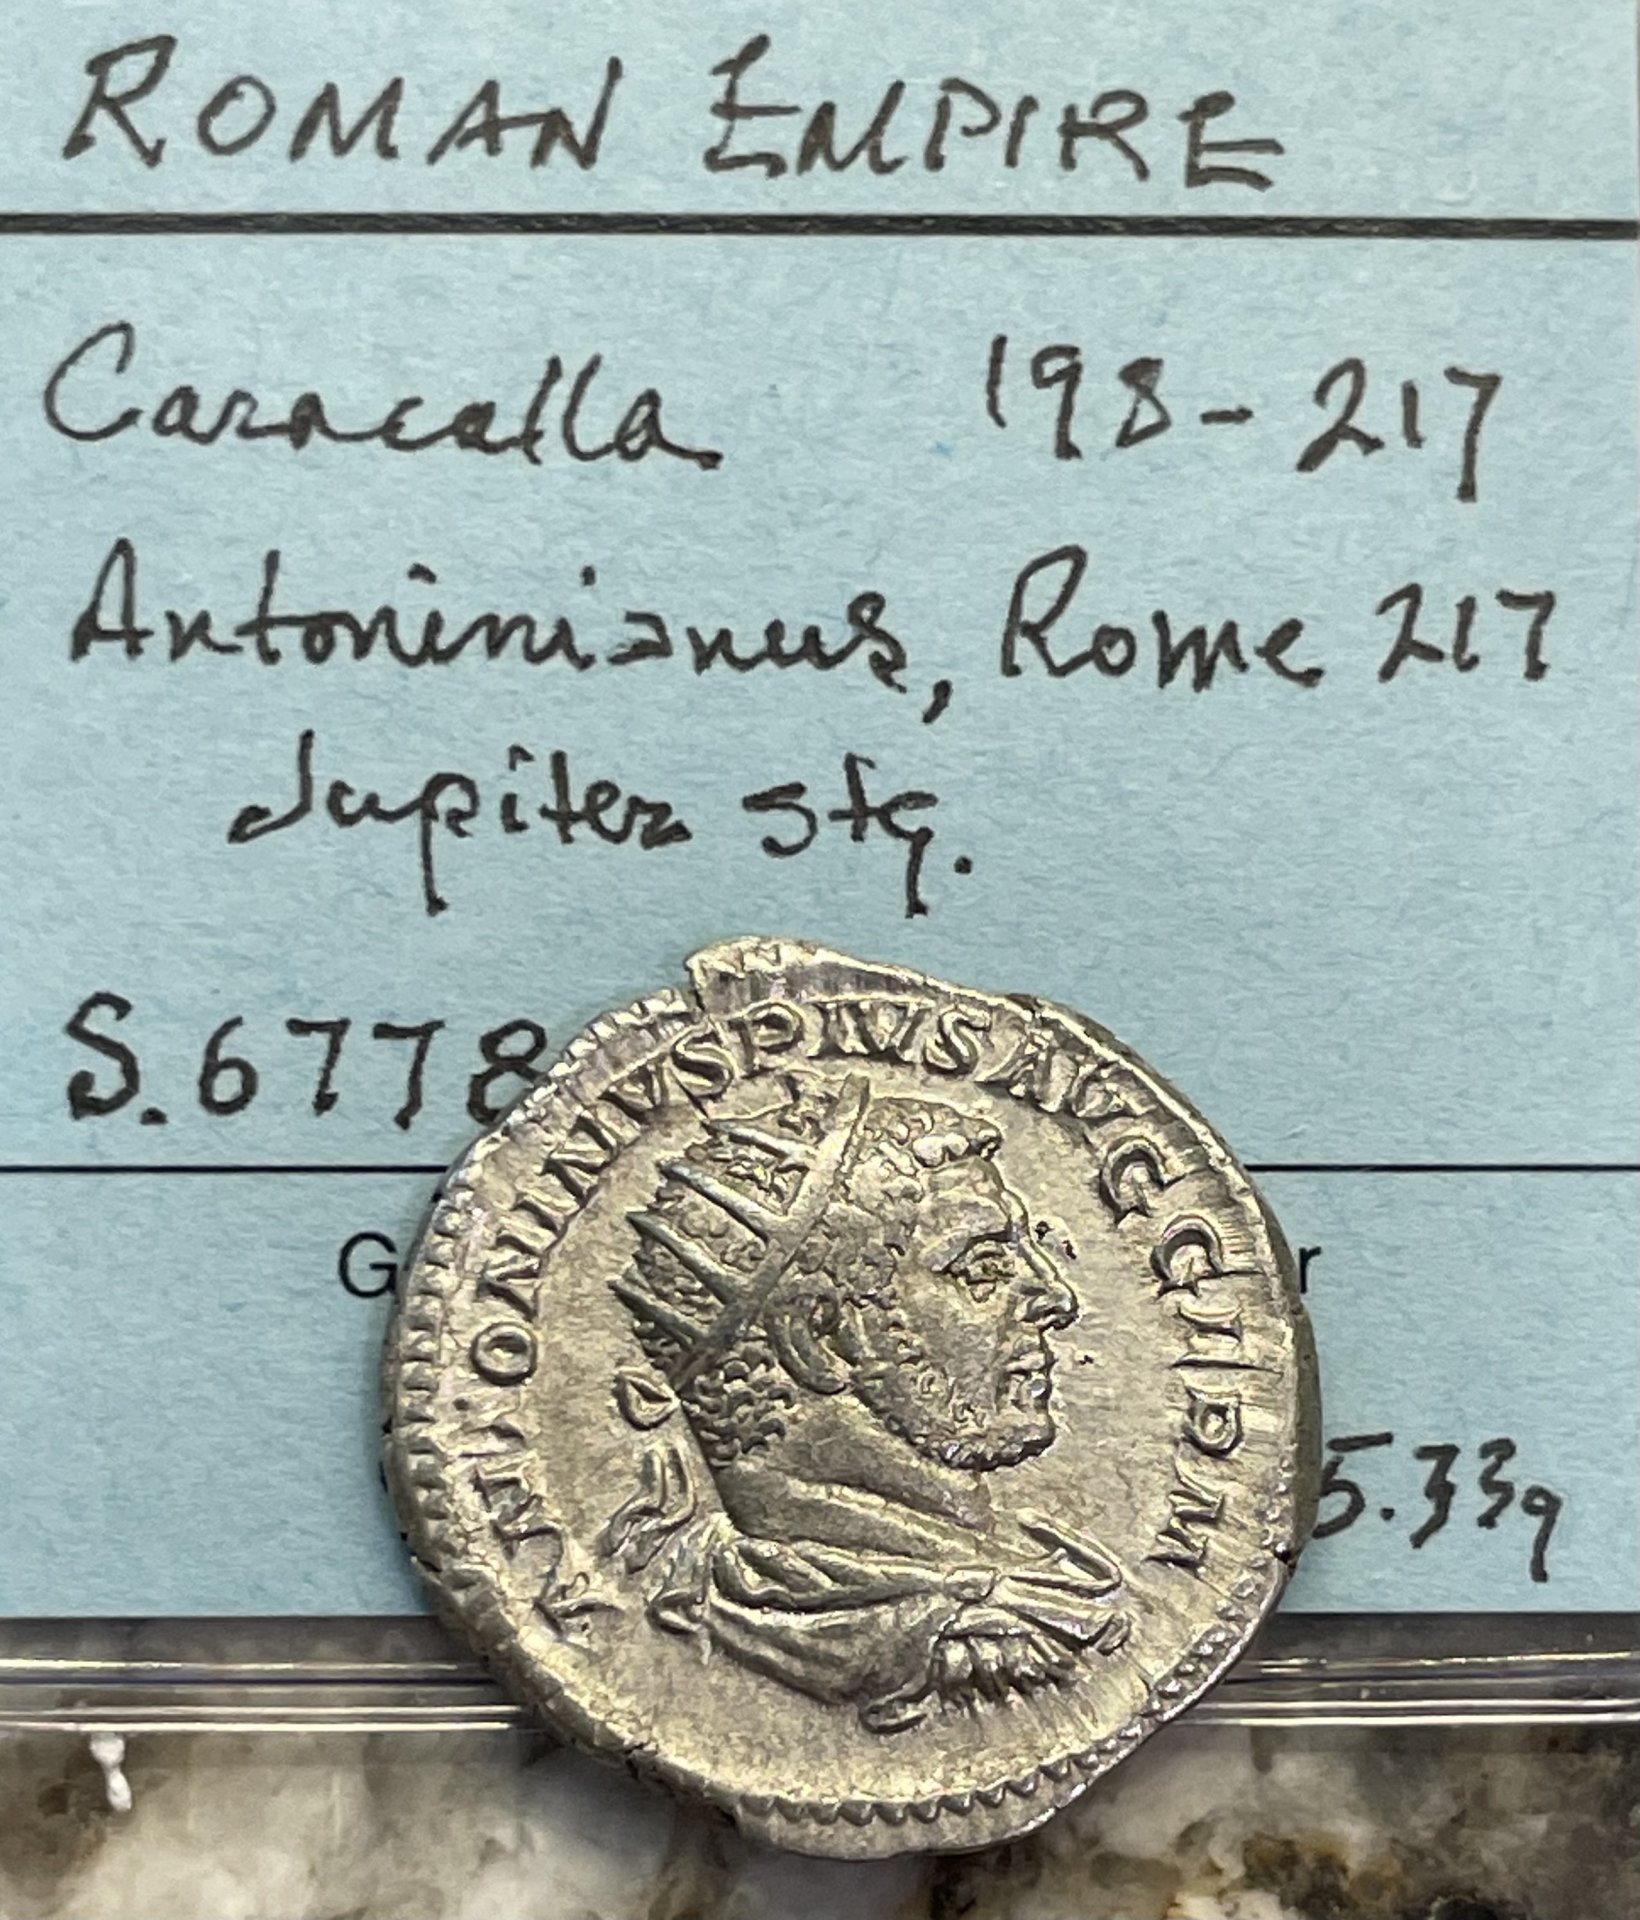 ROMAN EMPIRE
Caracalla 198-217
Antoninianus, Rome 217
Jupiter stg.
S.6778
G r
5.33g
ANTONINVSPIVSAVGGERM